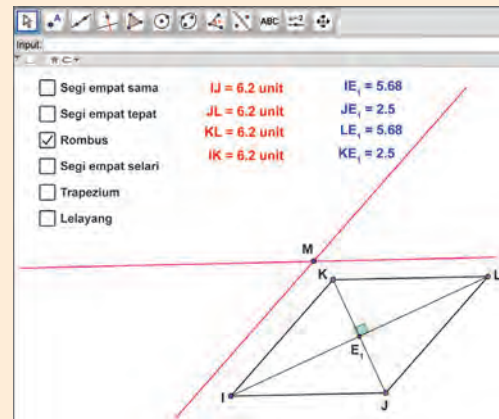 ABC
a=2
Input:
Segi empat sama
IJ = 6.2 unit
IE₁ = 5.68
Segi empat tepat
JL = 6.2 unit
JE₁ = 2.5
Rombus
KL = 6.2 unit
LE₁ = 5.68
Segi empat selari
IK = 6.2 unit
KE₁ = 2.5
Trapezium
Lelayang
M
K
L
E₁
I
J